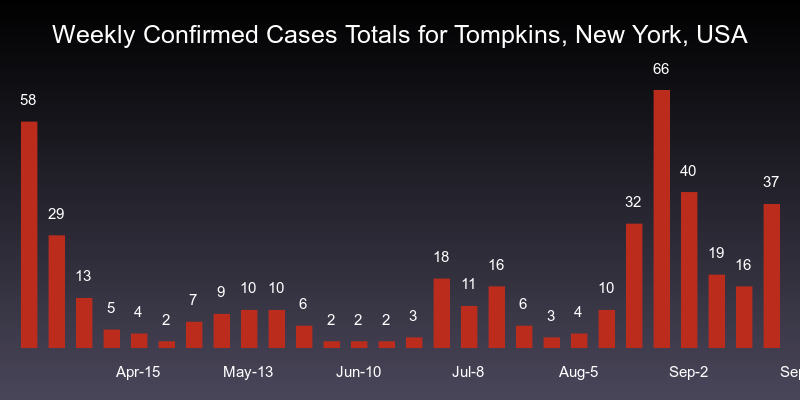 Weekly Confirmed Cases Totals for Tompkins, New York, USA
58 29 13 5 4 2 7 9 10 10 6 2 2 2 3 18 11 16 6 3 4 10 32 66 40 19 16 37
Apr-15 May-13 Jun-10 Jul-8 Aug-5 Sep-2 Sep